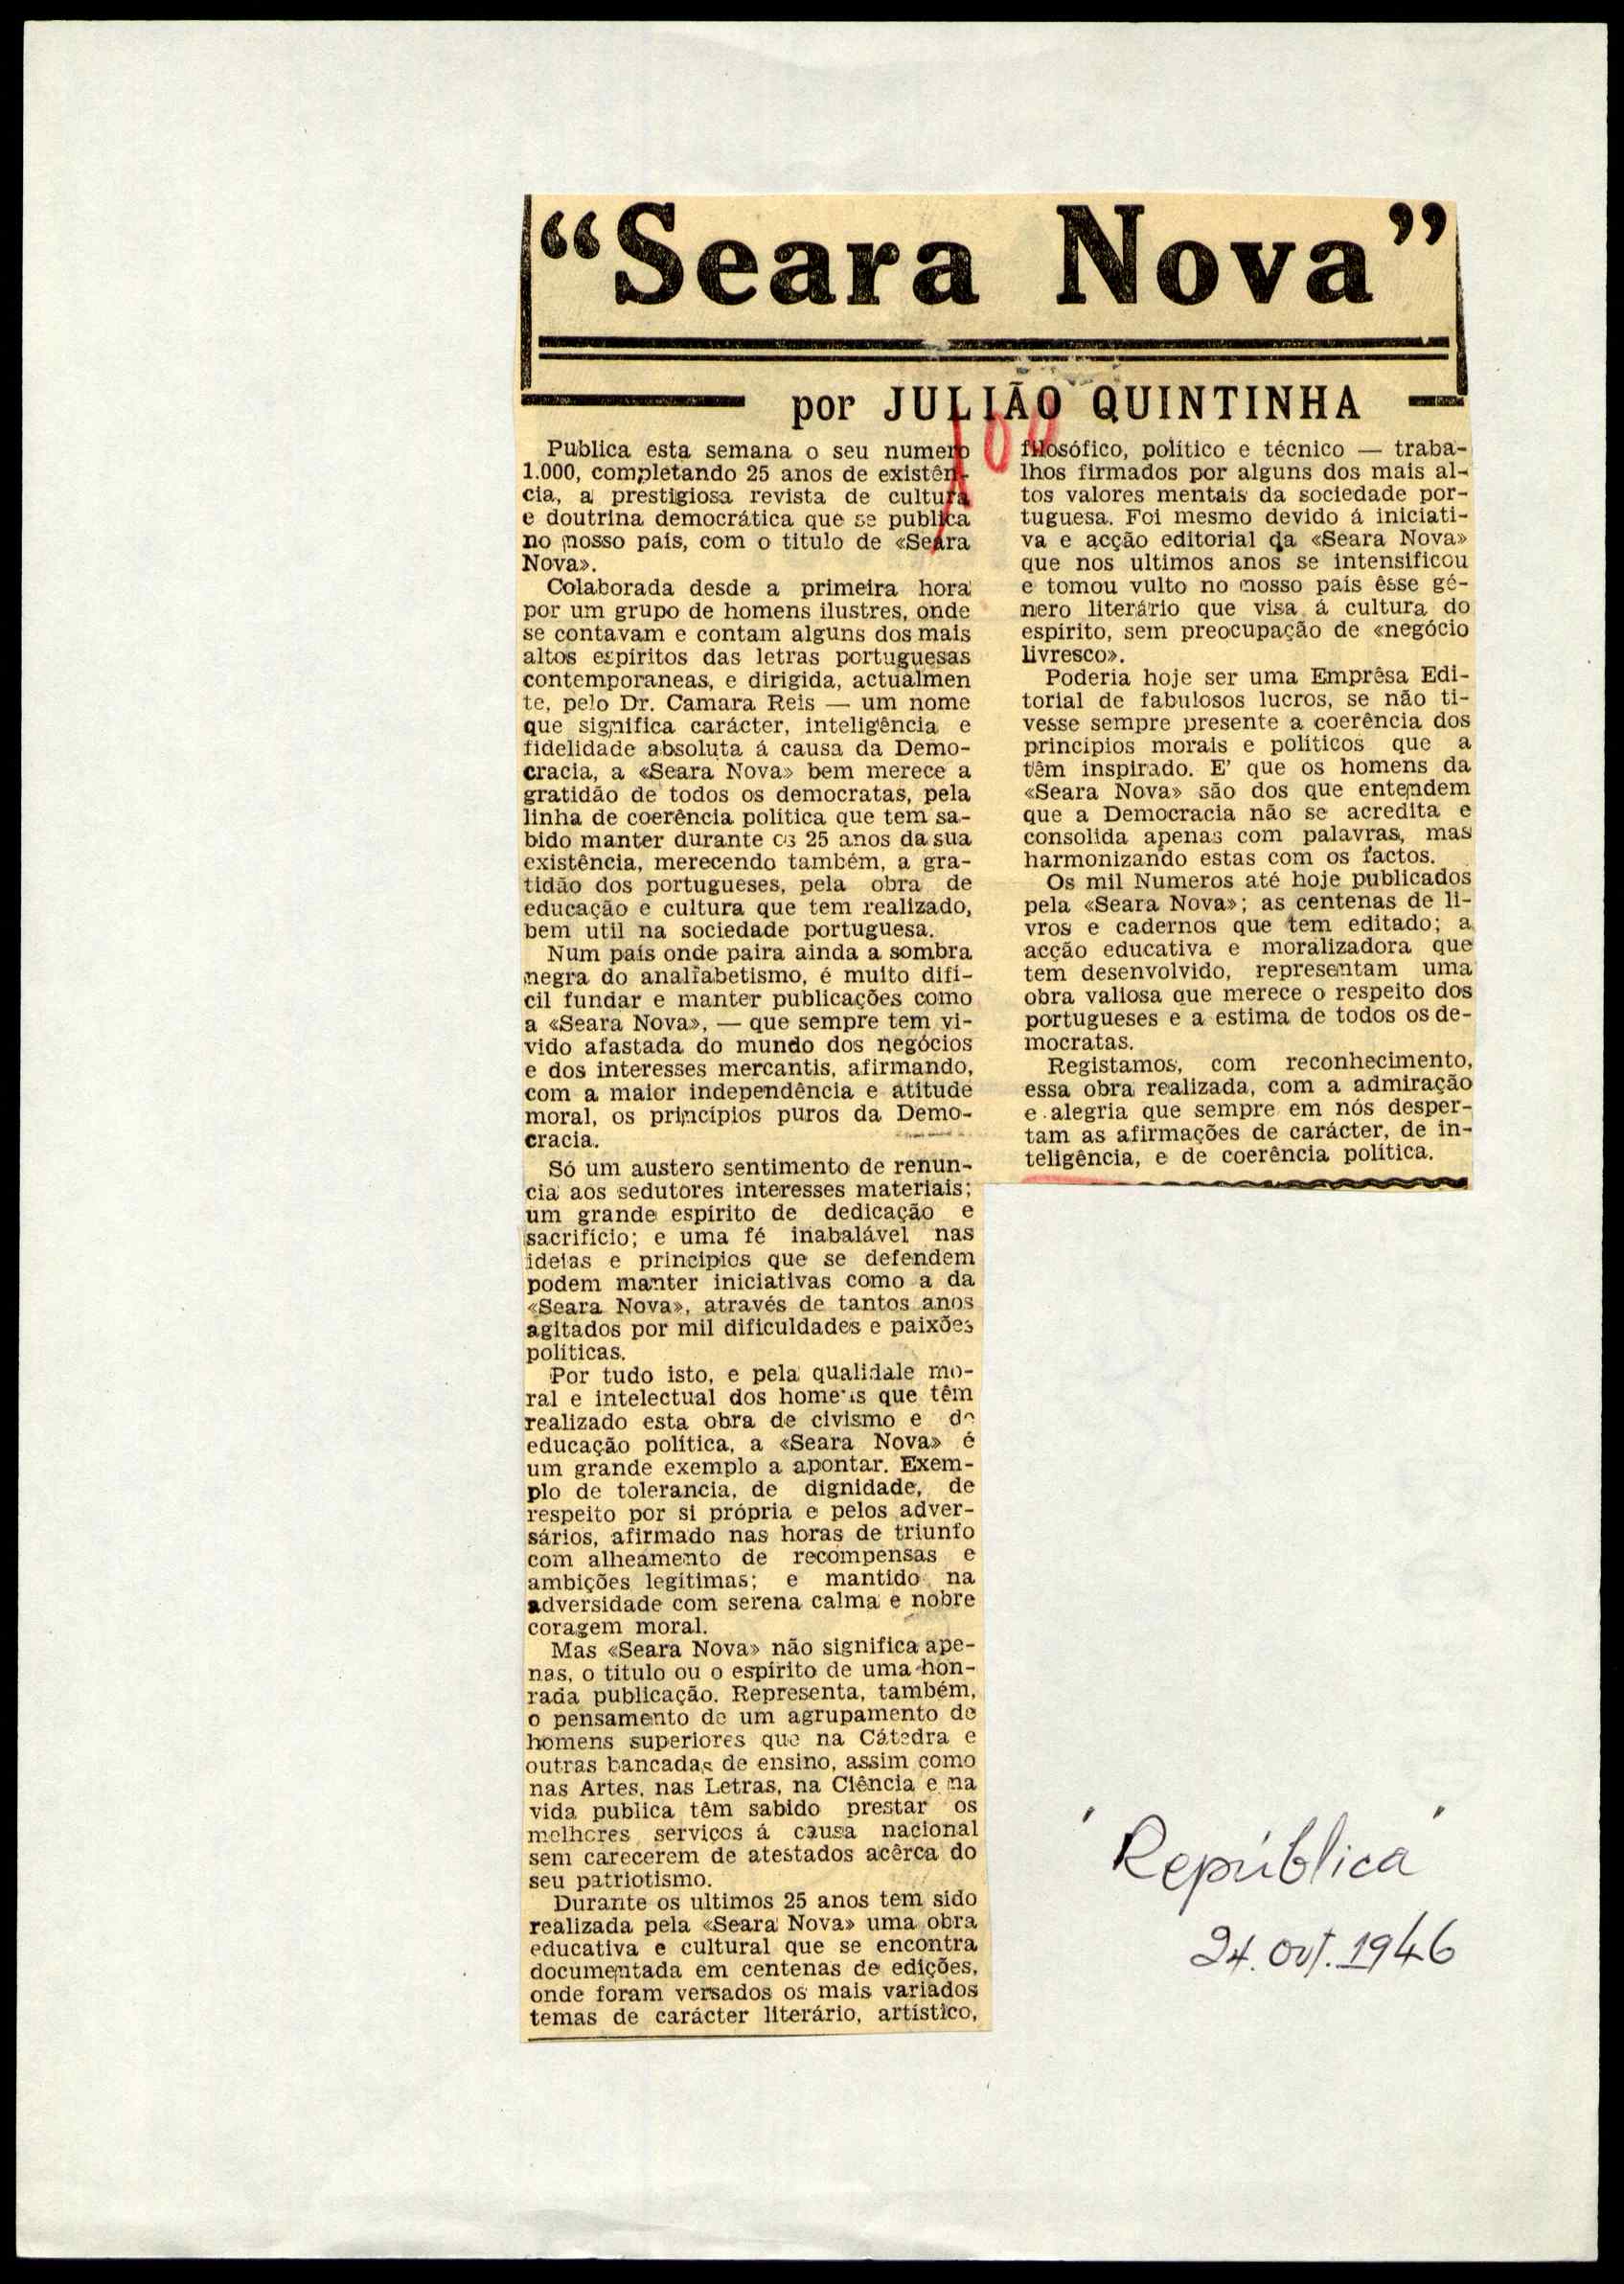 “Seara Nova”
por JULIÃO QUINTINHA
100
Publica esta semana o seu numero
1.000, completando 25 anos de existên-
cia, a prestigiosa revista de cultura
e doutrina democrática que se publica
no nosso país, com o titulo de «Seara
Nova».
Colaborada desde a primeira hora
por um grupo de homens ilustres, onde
se contavam e contam alguns dos mais
altos espíritos das letras portuguesas
contemporaneas, e dirigida, actualmen
te, pelo Dr. Camara Reis — um nome
que significa carácter, inteligência e
fidelidade absoluta á causa da Demo-
cracia, a «Seara Nova» bem merece a
gratidão de todos os democratas, pela
linha de coerência politica que tem sa-
bido manter durante os 25 anos da sua
existência, merecendo também, a gra-
tidão dos portugueses, pela obra de
educação e cultura que tem realizado,
bem util na sociedade portuguesa.
Num país onde paira ainda a sombra
negra do analfabetismo, é muito difi-
cil fundar e manter publicações como
a «Seara Nova», — que sempre tem vi-
vido afastada do mundo dos negócios
e dos interesses mercantis, afirmando,
com a maior independência e atitude
moral, os princípios puros da Demo-
cracia.
Só um austero sentimento de renun-
cia aos sedutores interesses materiais;
um grande espírito de dedicação e
sacrifício; e uma fé inabalável nas
ideias e principios que se defendem
podem manter iniciativas como a da
«Seara Nova», através de tantos anos
agitados por mil dificuldades e paixões
politicas.
Por tudo isto, e pela qualidale mo-
ral e intelectual dos homens que têm
realizado esta obra de civismo e de
educação política, a «Seara Nova» é
um grande exemplo a apontar. Exem-
plo de tolerancia, de dignidade, de
respeito por si própria e pelos adver-
sários, afirmado nas horas de triunfo
com alheamento de recompensas e
ambições legítimas; e mantido na
adversidade com serena calma e nobre
coragem moral.
Mas «Seara Nova» não significa ape-
nas, o titulo ou o espírito de uma hon-
rada publicação. Representa, também,
o pensamento de um agrupamento de
homens superiores que na Cátedra e
outras bancadas de ensino, assim como
nas Artes, nas Letras, na Ciência e na
vida publica têm sabido prestar os
melhores serviços á causa nacional
sem carecerem de atestados acêrca do
seu patriotismo.
Durante os ultimos 25 anos tem sido
realizada pela «Seara Nova» uma obra
educativa e cultural que se encontra
documentada em centenas de edições,
onde foram versados os mais variados
temas de carácter literário, artístico,
filosófico, político e técnico — traba-
lhos firmados por alguns dos mais al-
tos valores mentais da sociedade por-
tuguesa. Foi mesmo devido á iniciati-
va e acção editorial da «Seara Nova»
que nos ultimos anos se intensificou
e tomou vulto no nosso país êsse gé-
nero literário que visa á cultura do
espírito, sem preocupação de «negócio
livresco».
Poderia hoje ser uma Emprêsa Edi-
torial de fabulosos lucros, se não ti-
vesse sempre presente a coerência dos
princípios morais e políticos que a
têm inspirado. E’ que os homens da
«Seara Nova» são dos que entendem
que a Democracia não se acredita e
consolida apenas com palavras, mas
harmonizando estas com os factos.
Os mil Numeros até hoje publicados
pela «Seara Nova»; as centenas de li-
vros e cadernos que tem editado; a
acção educativa e moralizadora que
tem desenvolvido, representam uma
obra valiosa que merece o respeito dos
portugueses e a estima de todos os de-
mocratas.
Registamos, com reconhecimento,
essa obra realizada, com a admiração
e alegria que sempre em nós desper-
tam as afirmações de carácter, de in-
teligência, e de coerência política.
"República"
24. out. 1946